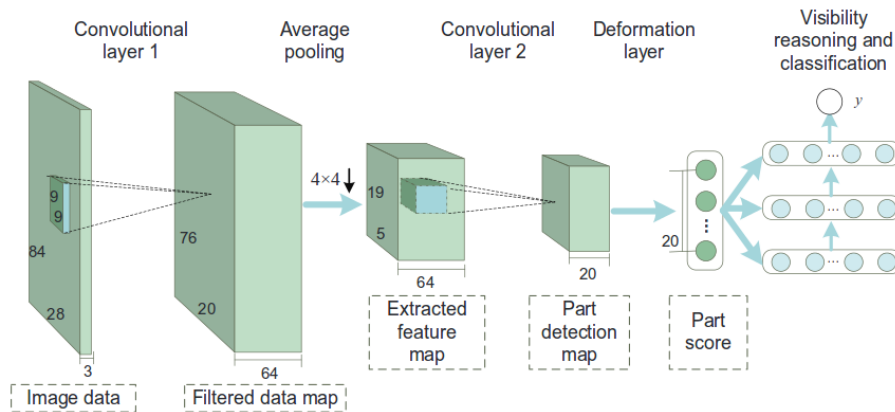 Convolutional
layer 1
Average
pooling
Convolutional
layer 2
Deformation
layer
Visibility
reasoning and
classification
y
9
9
84
28
3
76
20
64
4×4
19
5
64
20
20
...
...
...
Image data
Filtered data map
Extracted
feature
map
Part
detection
map
Part
score